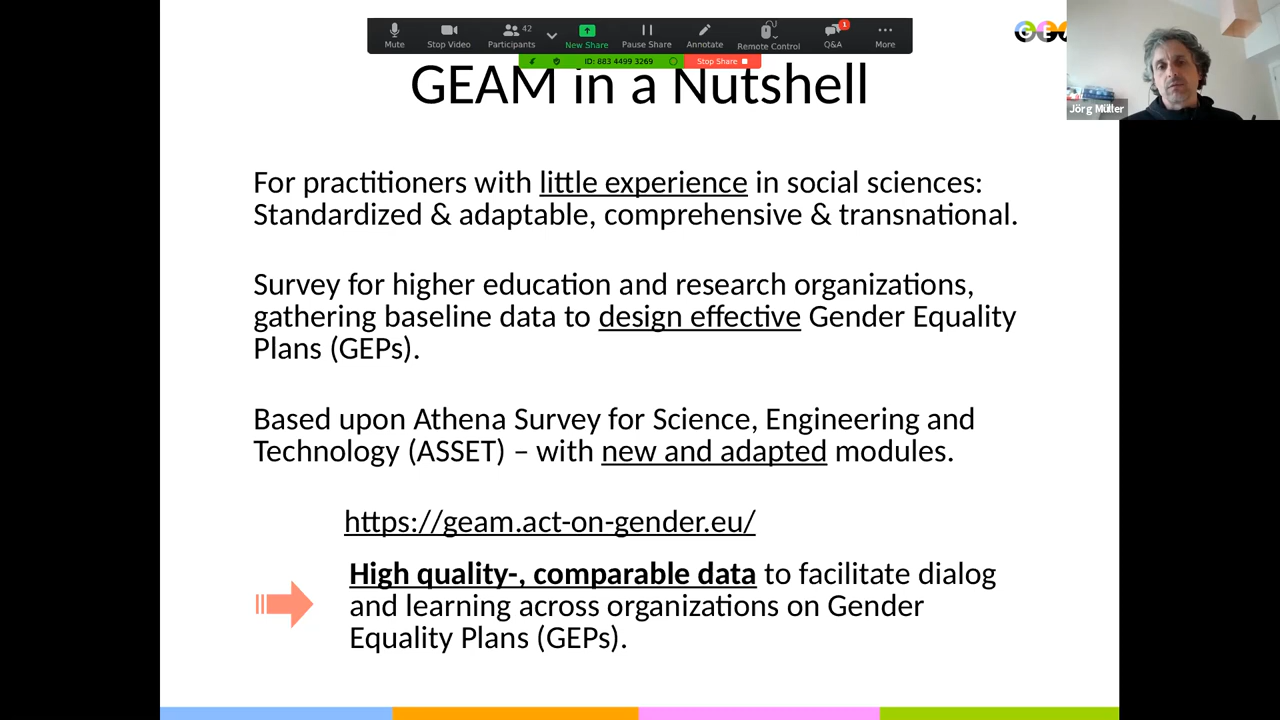 Mute
Stop Video
Participants
42
New Share
Pause Share
Annotate
Remote Control
Q&A
1
More
ID: 883 4499 3269
Stop Share
Jörg Müller
GEAM in a Nutshell
For practitioners with little experience in social sciences:
Standardized & adaptable, comprehensive & transnational.
Survey for higher education and research organizations,
gathering baseline data to design effective Gender Equality
Plans (GEPs).
Based upon Athena Survey for Science, Engineering and
Technology (ASSET) – with new and adapted modules.
https://geam.act-on-gender.eu/
High quality-, comparable data to facilitate dialog
and learning across organizations on Gender
Equality Plans (GEPs).